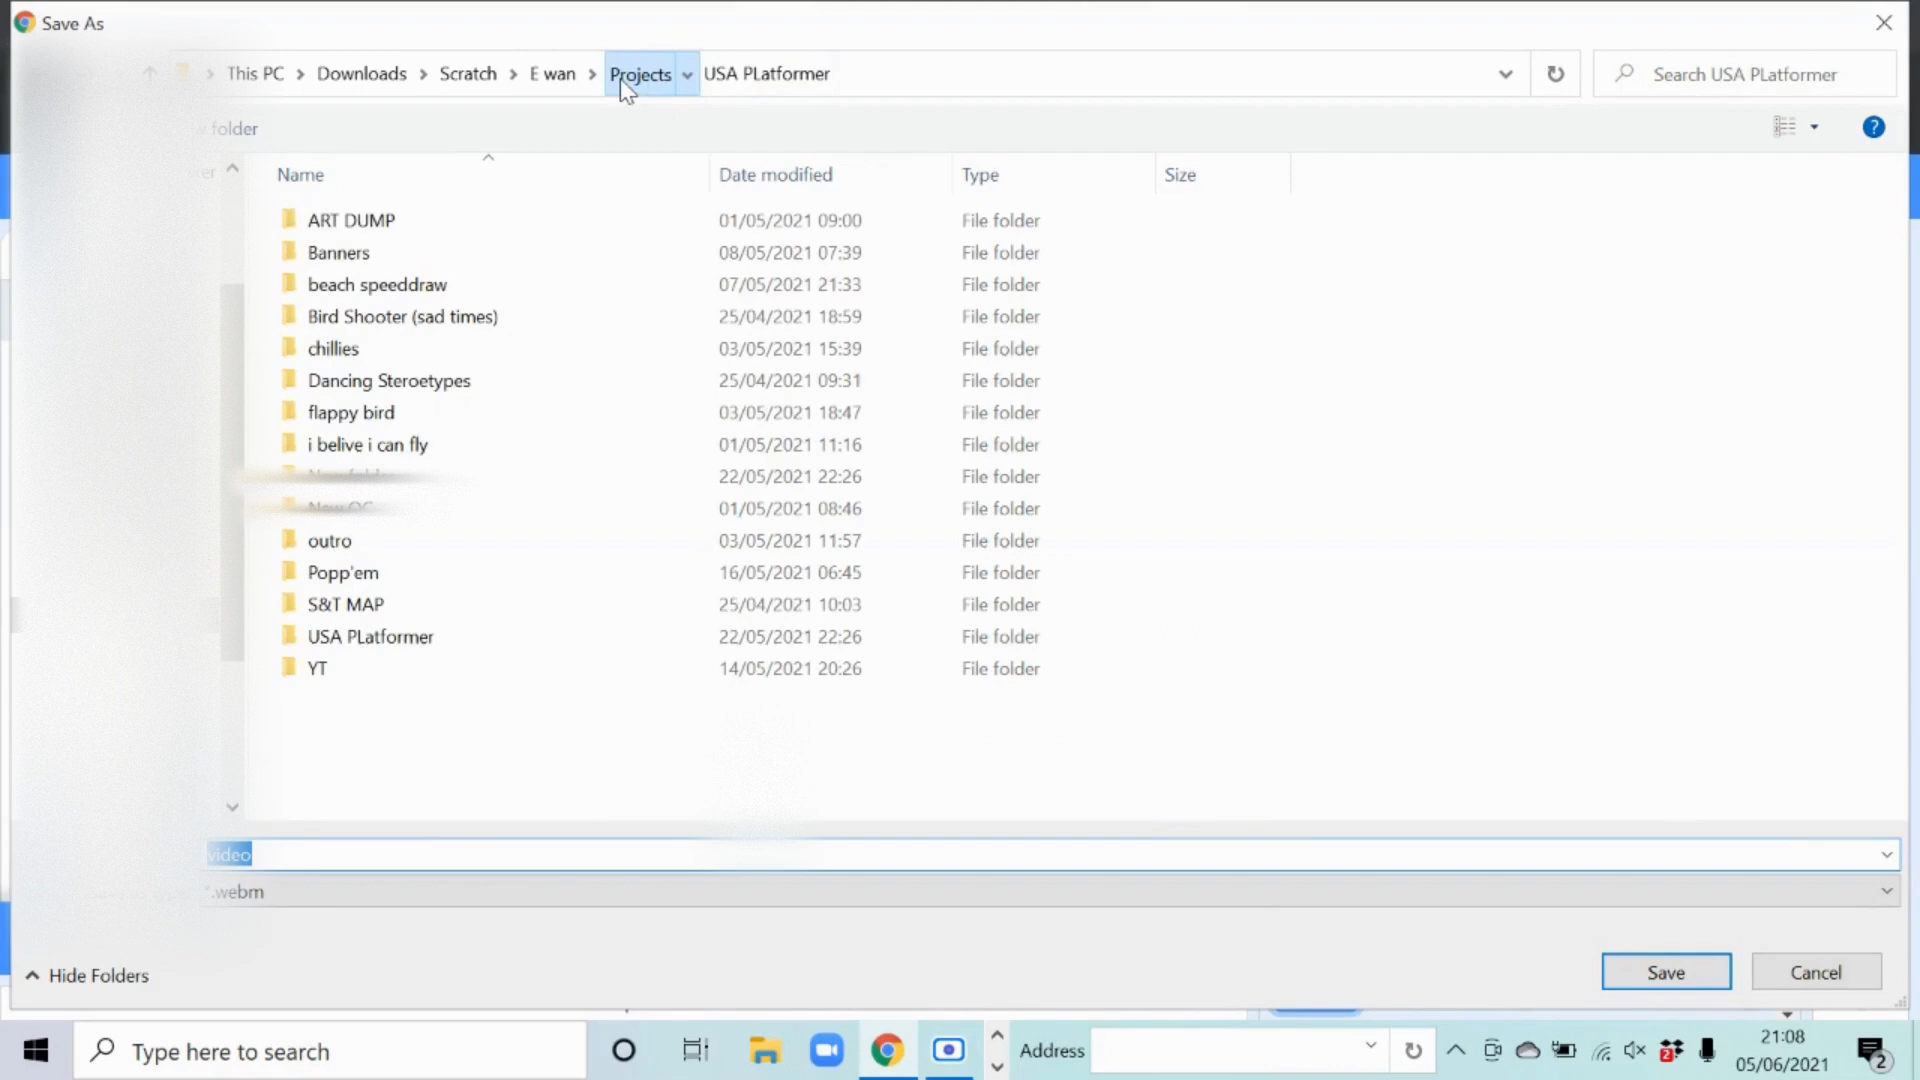 Save As
This PC > Downloads > Scratch > E wan > Projects USA PLatformer
Search USA PLatformer
folder
Name Date modified Type Size
ART DUMP 01/05/2021 09:00 File folder
Banners 08/05/2021 07:39 File folder
beach speeddraw 07/05/2021 21:33 File folder
Bird Shooter (sad times) 25/04/2021 18:59 File folder
chillies 03/05/2021 15:39 File folder
Dancing Steroetypes 25/04/2021 09:31 File folder
flappy bird 03/05/2021 18:47 File folder
i belive i can fly 01/05/2021 11:16 File folder
22/05/2021 22:26 File folder
01/05/2021 08:46 File folder
outro 03/05/2021 11:57 File folder
Popp'em 16/05/2021 06:45 File folder
S&T MAP 25/04/2021 10:03 File folder
USA PLatformer 22/05/2021 22:26 File folder
YT 14/05/2021 20:26 File folder
video
*.webm
Hide Folders
Save Cancel
Type here to search
Address
2
21:08
05/06/2021
2